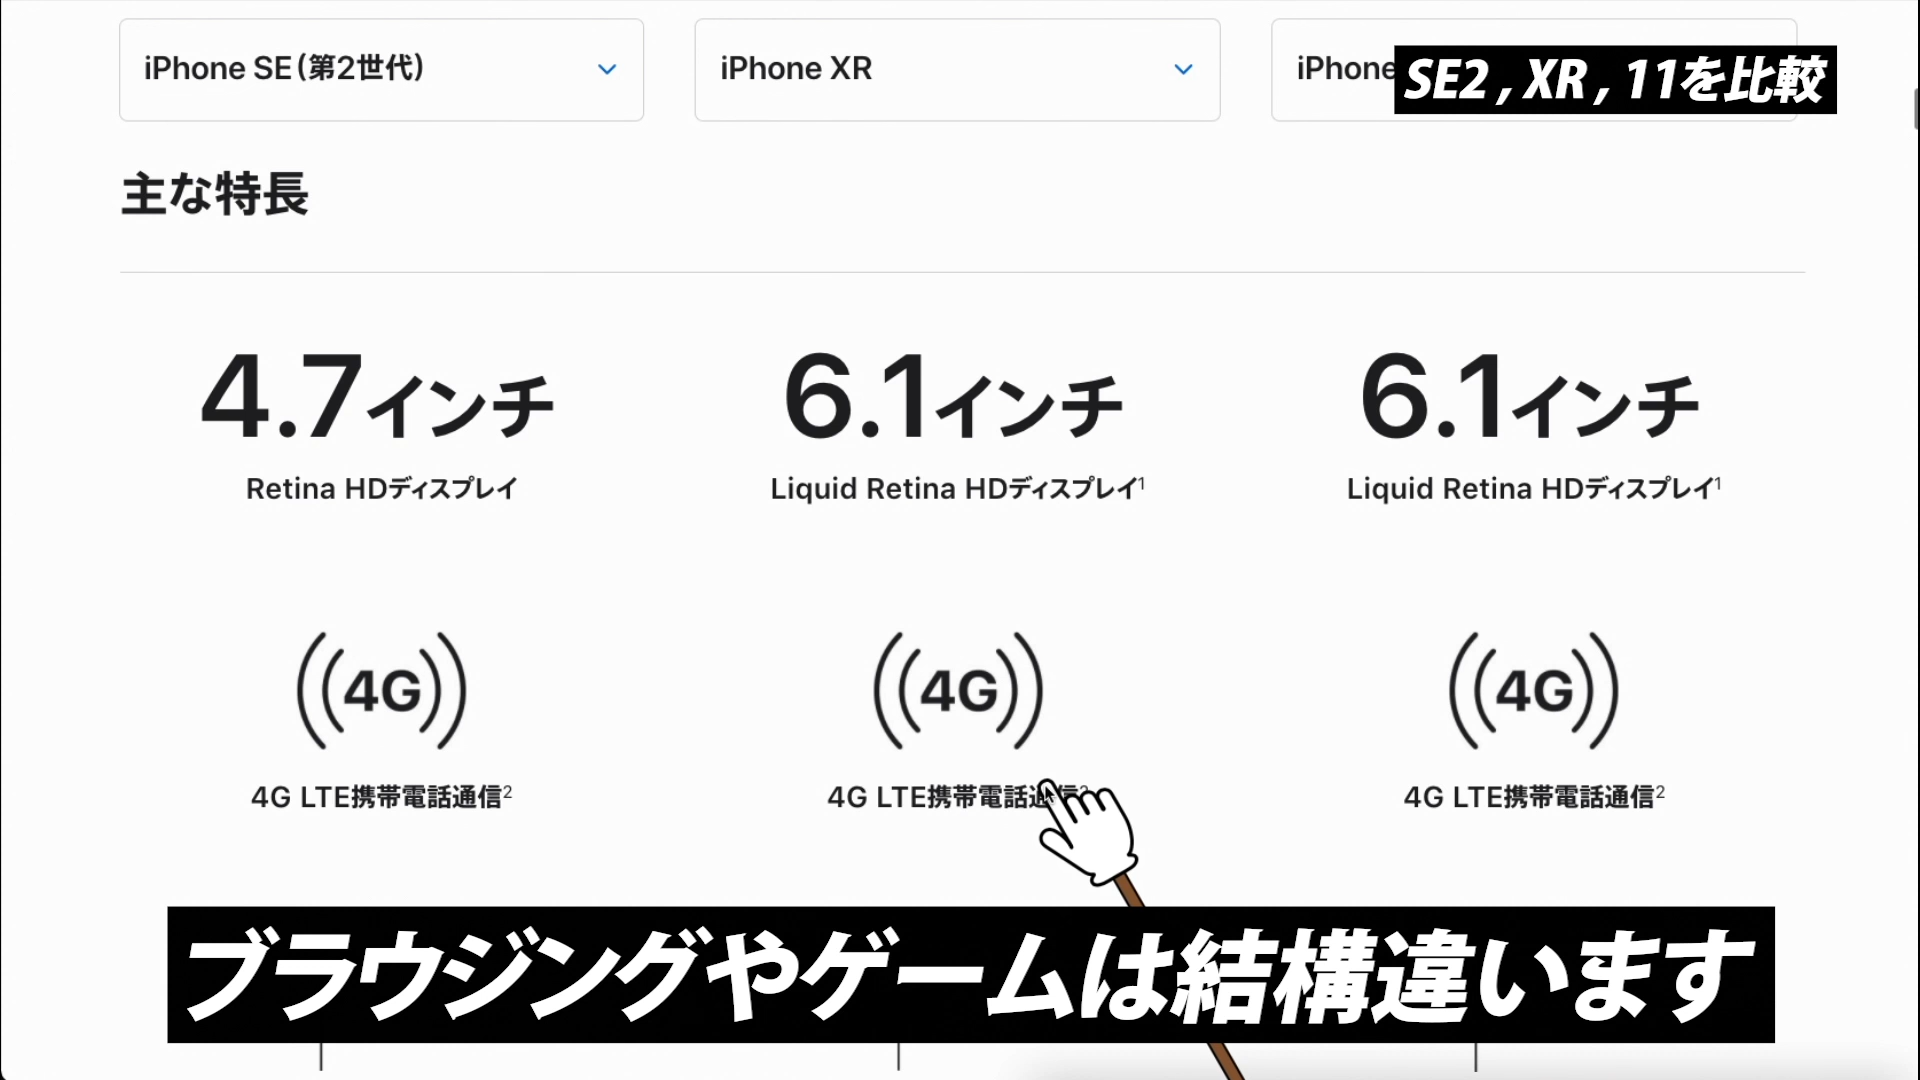 iPhone SE（第2世代）
iPhone XR
iPhone
SE2 , XR , 11を比較
主な特長
4.7インチ
6.1インチ
6.1インチ
Retina HDディスプレイ
Liquid Retina HDディスプレイ1
Liquid Retina HDディスプレイ1
4G
4G
4G
4G LTE携帯電話通信2
4G LTE携帯電話通信2
4G LTE携帯電話通信2
ブラウジングやゲームは結構違います